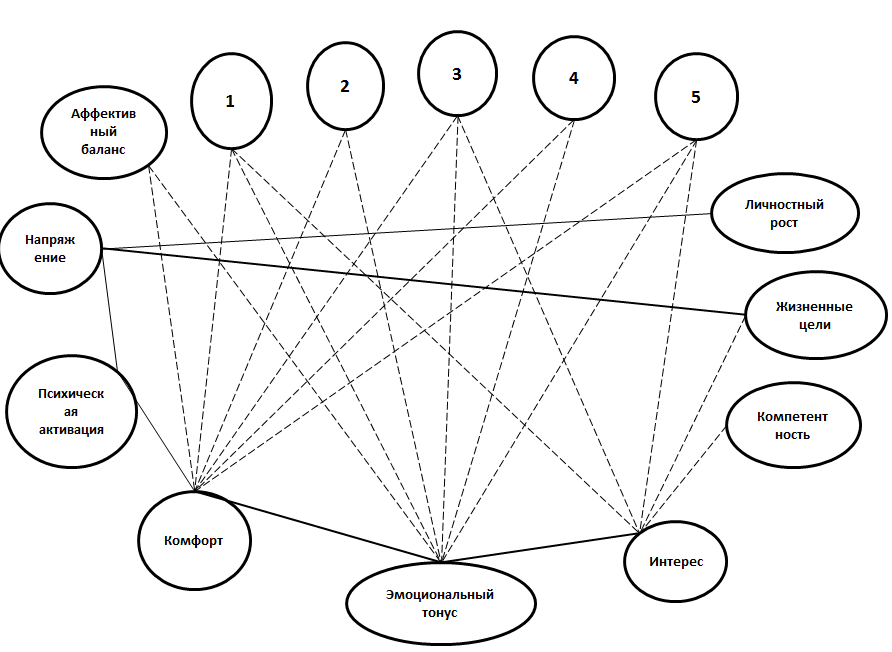 1
2
3
4
5
Аффектив
ный
баланс
Напряж
ение
Личностный
рост
Жизненные
цели
Психическ
ая
активация
Компетент
ность
Комфорт
Эмоциональный
тонус
Интерес